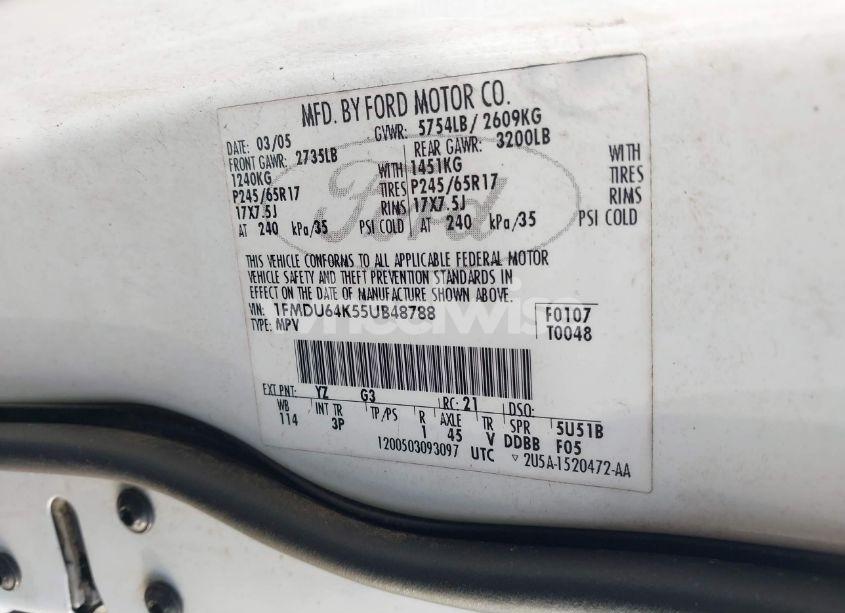 MFD. BY FORD MOTOR CO.
DATE: 03/05 GVWR: 5754LB/ 2609KG
FRONT GAWR: 2735LB REAR GAWR: 3200LB
1240KG WITH 1451KG WITH
P245/65R17 TIRES P245/65R17 TIRES
17X7.5J RIMS 17X7.5J RIMS
AT 240 kPa/35 PSI COLD AT 240 kPa/35 PSI COLD
Ford
THIS VEHICLE CONFORMS TO ALL APPLICABLE FEDERAL MOTOR
VEHICLE SAFETY AND THEFT PREVENTION STANDARDS IN
EFFECT ON THE DATE OF MANUFACTURE SHOWN ABOVE.
VIN: 1FMDU64K55UB48788 F0107
TYPE: MPV T0048
wheelwise
EXT PNT: YZ G3 RC: 21 DSO:
WB INT TR TP/PS R AXLE TR SPR 5U51B
114 3P 1 45 V DDBB F05
1200503093097 UTC ▽ 2U5A-1520472-AA